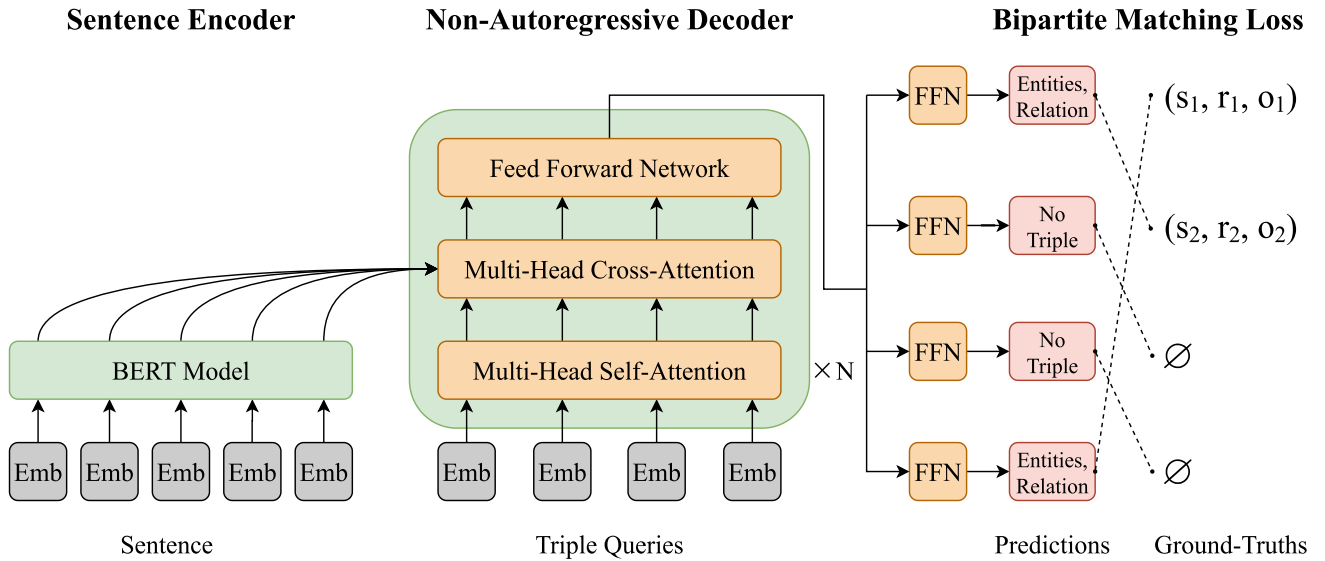 Sentence Encoder
Non-Autoregressive Decoder
Bipartite Matching Loss
BERT Model
Emb Emb Emb Emb Emb
Sentence
Feed Forward Network
Multi-Head Cross-Attention
Multi-Head Self-Attention
×N
Emb Emb Emb Emb
Triple Queries
FFN
Entities,
Relation
(s₁, r₁, o₁)
FFN
No
Triple
(s₂, r₂, o₂)
FFN
No
Triple
∅
FFN
Entities,
Relation
∅
Predictions
Ground-Truths